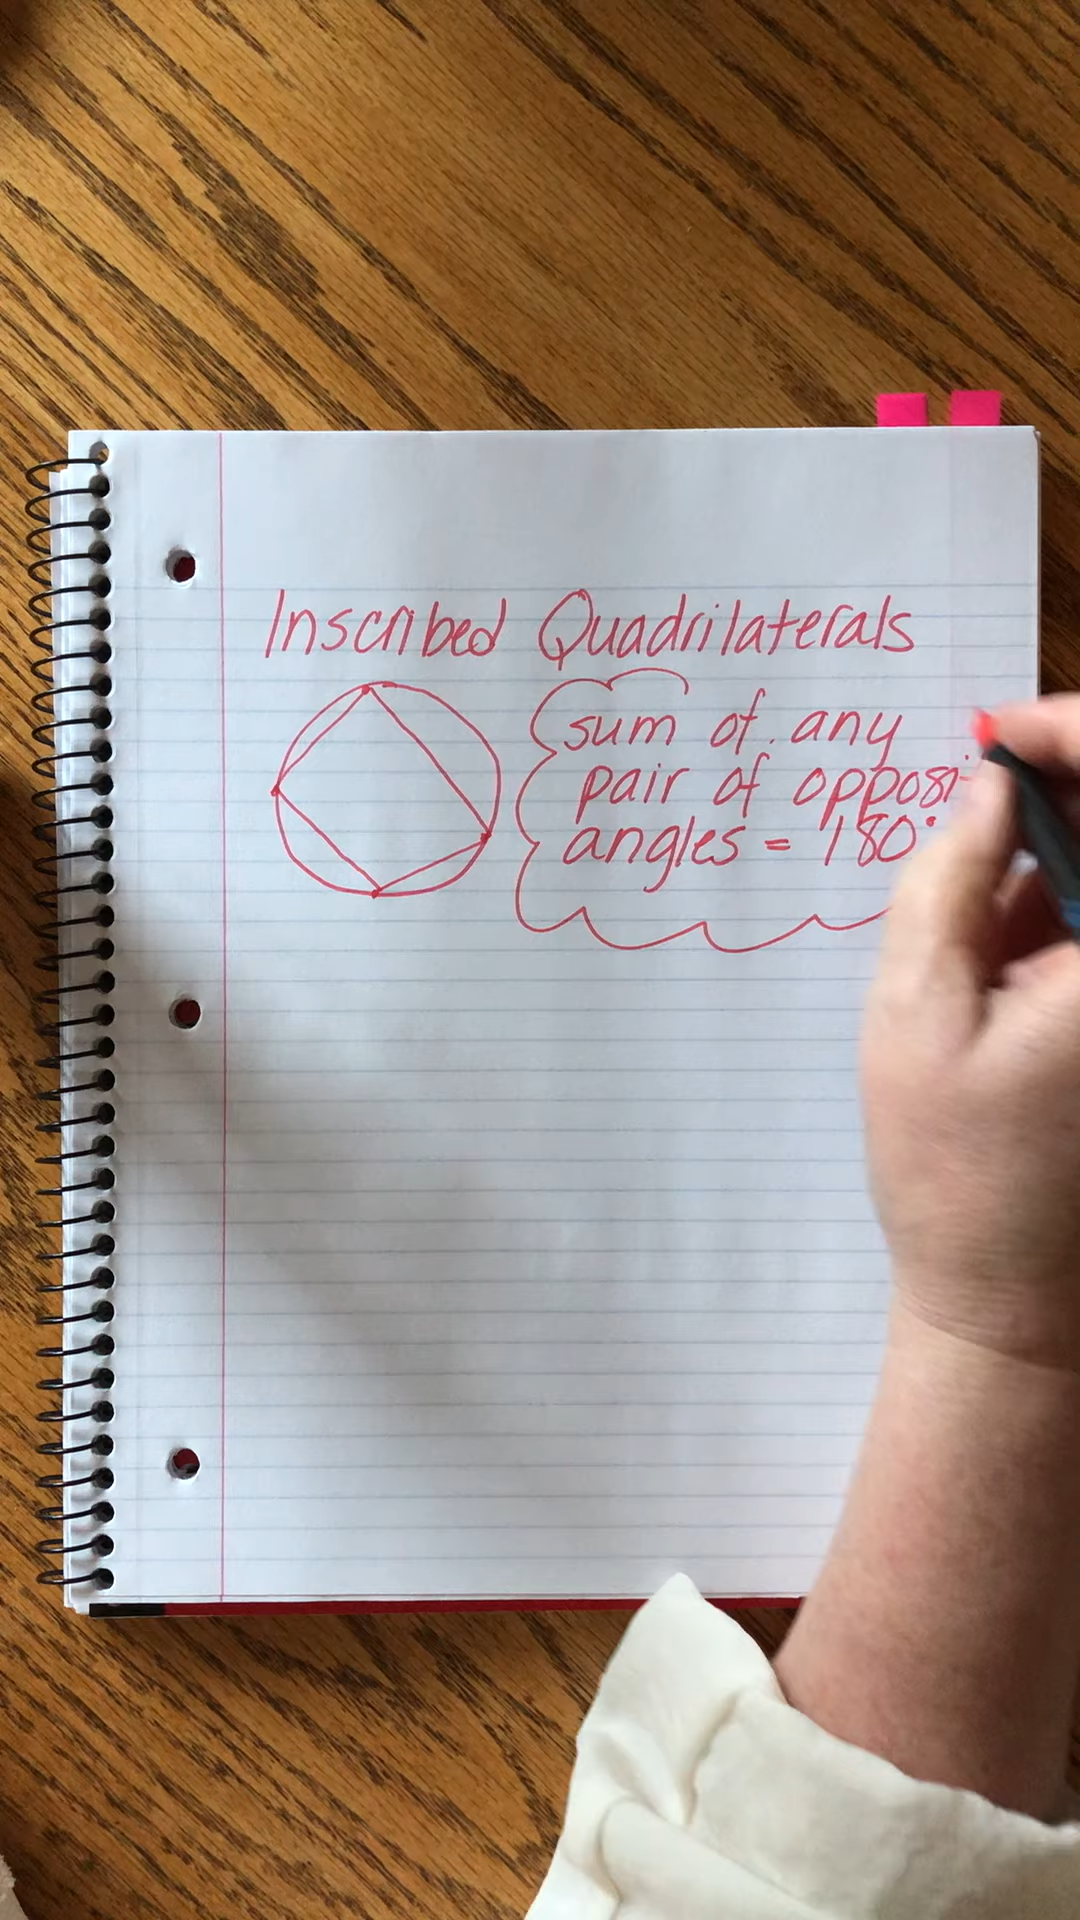 Inscribed Quadrilaterals
sum of any
pair of
angles = 180°